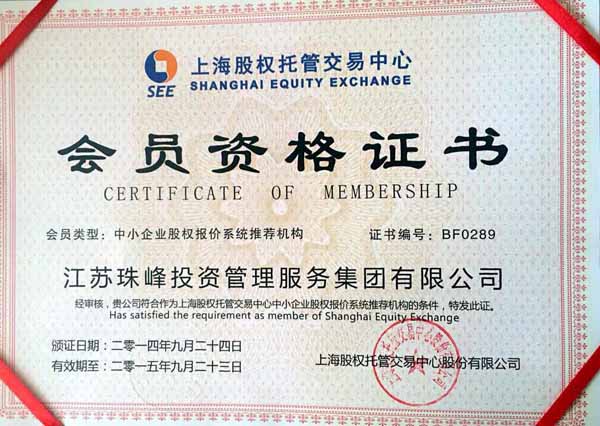 SEE
上海股权托管交易中心
SHANGHAI EQUITY EXCHANGE
会员资格证书
CERTIFICATE OF MEMBERSHIP
会员类型：中小企业股权报价系统推荐机构 证书编号：BF0289
江苏珠峰投资管理服务集团有限公司
经审核，贵公司符合作为上海股权托管交易中心中小企业股权报价系统推荐机构的条件，特发此证。
Has satisfied the requirement as member of Shanghai Equity Exchange
颁证日期：二〇一四年九月二十四日
有效期至：二〇一五年九月二十三日
上海股权托管交易中心股份有限公司